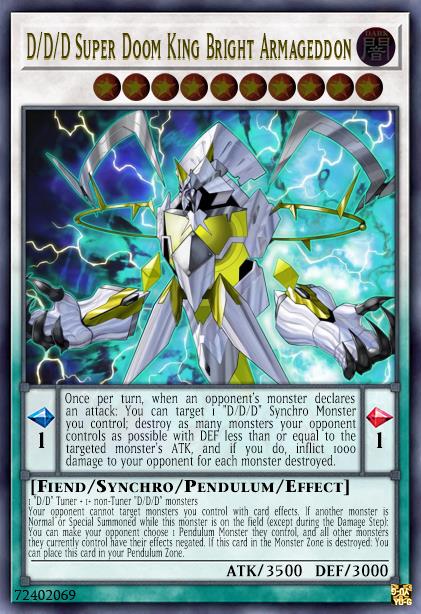 D/D/D Super Doom King Bright Armageddon
DARK
闇
Once per turn, when an opponent's monster declares
an attack: You can target 1 "D/D/D" Synchro Monster
you control; destroy as many monsters your opponent
controls as possible with DEF less than or equal to the
targeted monster's ATK, and if you do, inflict 1000
damage to your opponent for each monster destroyed.
1
1
[Fiend/Synchro/Pendulum/Effect]
1 "D/D" Tuner + 1+ non-Tuner "D/D/D" monsters
Your opponent cannot target monsters you control with card effects. If another monster is
Normal or Special Summoned while this monster is on the field (except during the Damage Step):
You can make your opponent choose 1 Pendulum Monster they control, and all other monsters
they currently control have their effects negated. If this card in the Monster Zone is destroyed: You
can place this card in your Pendulum Zone.
ATK/3500 DEF/3000
72402069